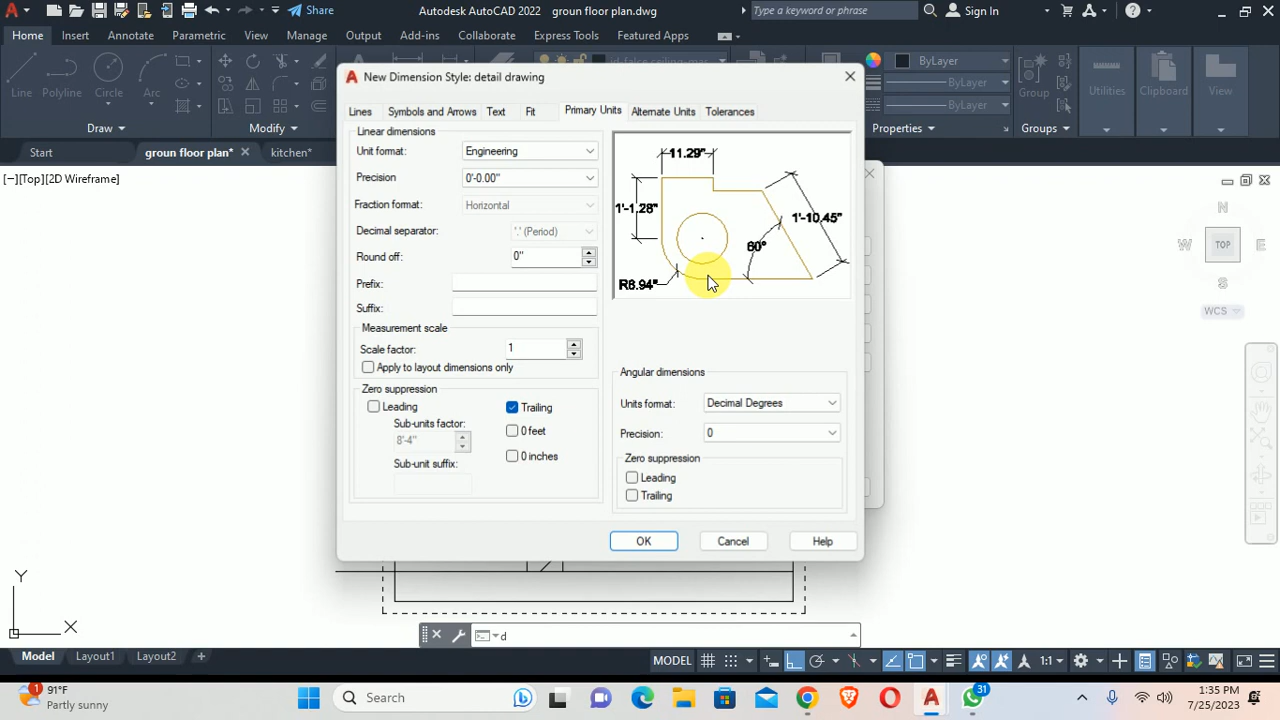 Share
Autodesk AutoCAD 2022 groun floor plan.dwg
Type a keyword or phrase
Sign In
Home Insert Annotate Parametric View Manage Output Add-ins Collaborate Express Tools Featured Apps
Line Polyline Circle Arc
Draw
Modify
ByLayer
ByLayer
ByLayer
Properties
Group
Groups
Utilities
Clipboard
View
Start
groun floor plan*
kitchen*
[−][Top][2D Wireframe]
New Dimension Style: detail drawing
Lines Symbols and Arrows Text Fit Primary Units Alternate Units Tolerances
Linear dimensions
Unit format: Engineering
Precision 0'-0.00"
Fraction format: Horizontal
Decimal separator: '.' (Period)
Round off: 0"
Prefix:
Suffix:
Measurement scale
Scale factor: 1
Apply to layout dimensions only
Zero suppression
Leading
Sub-units factor:
8'-4"
Sub-unit suffix:
Trailing
0 feet
0 inches
11.29"
1'-1.28"
1'-10.45"
60°
R6.94"
Angular dimensions
Units format: Decimal Degrees
Precision: 0
Zero suppression
Leading
Trailing
OK Cancel Help
N
W TOP E
S
WCS
Y
X
d
Model Layout1 Layout2 +
MODEL
1:1
1
91°F
Partly sunny
Search
31
1:35 PM
7/25/2023